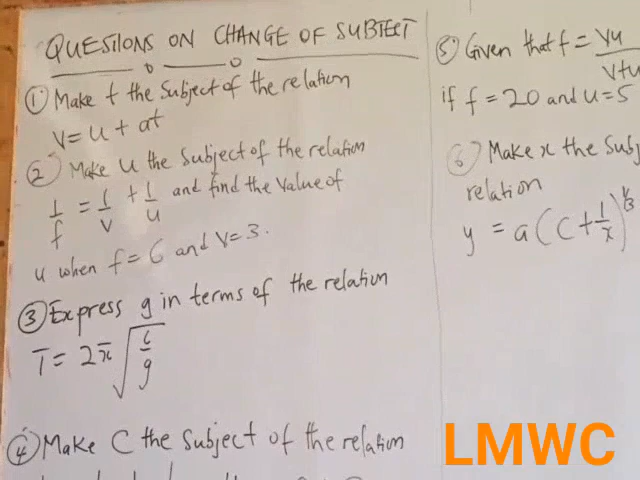 QUESTIONS ON CHANGE OF SUBJECT
① Make t the subject of the relation
V = u + at
② Make u the subject of the relation
1/f = 1/v + 1/u and find the value of
u when f = 6 and v = 3.
③ Express g in terms of the relation
T = 2π√(l/g)
④ Make C the subject of the relation
⑤ Given that f = vu/v+u
if f = 20 and u = 5
⑥ Make x the Subj
relation
y = a(c + 1/x)^1/3
LMWC